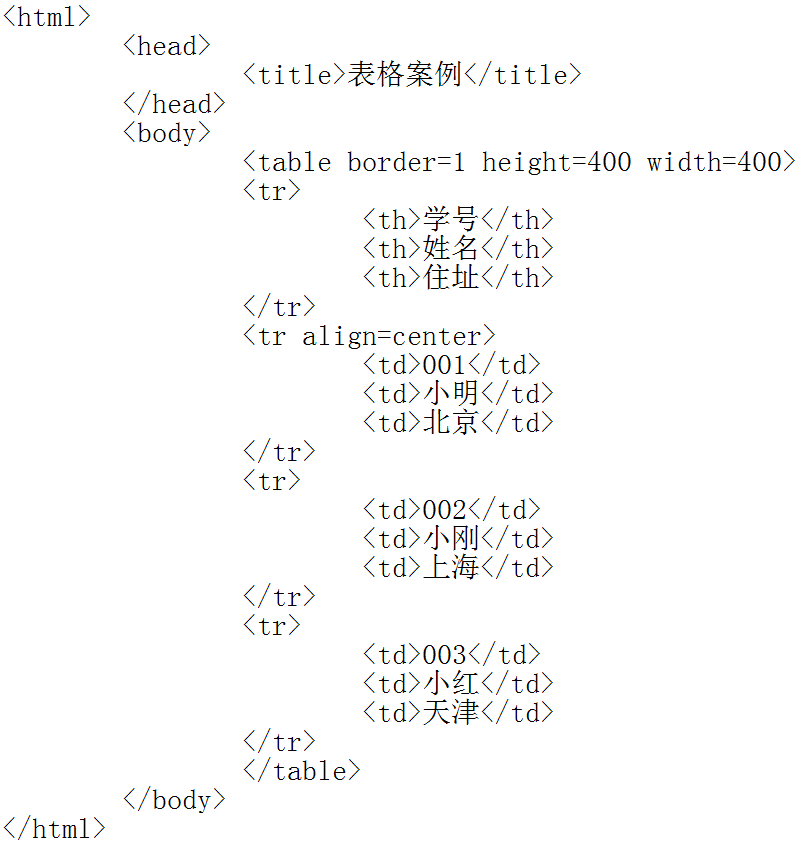 <html>
<head>
<title>表格案例</title>
</head>
<body>
<table border=1 height=400 width=400>
<tr>
<th>学号</th>
<th>姓名</th>
<th>住址</th>
</tr>
<tr align=center>
<td>001</td>
<td>小明</td>
<td>北京</td>
</tr>
<tr>
<td>002</td>
<td>小刚</td>
<td>上海</td>
</tr>
<tr>
<td>003</td>
<td>小红</td>
<td>天津</td>
</tr>
</table>
</body>
</html>